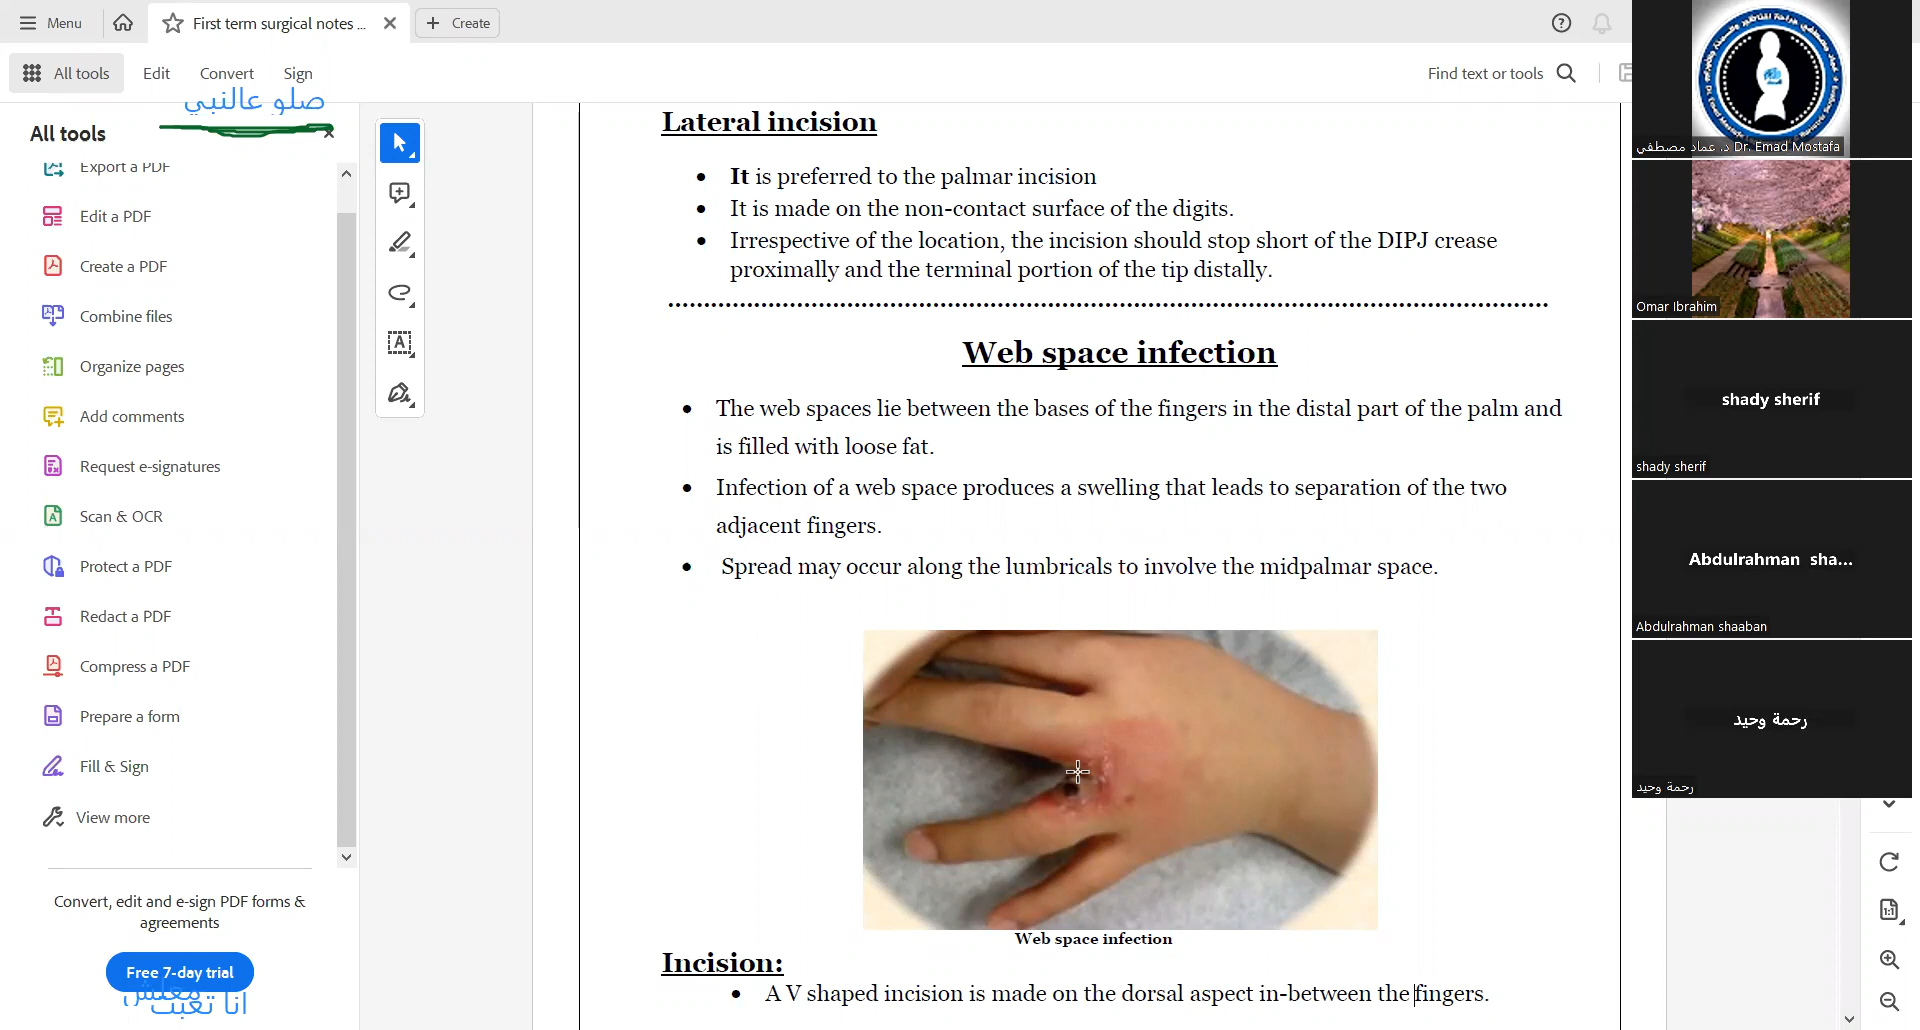 Menu
First term surgical notes ...
Create
All tools
Edit
Convert
Sign
Find text or tools
صلو عالنبي
All tools
Export a PDF
Edit a PDF
Create a PDF
Combine files
Organize pages
Add comments
Request e-signatures
Scan & OCR
Protect a PDF
Redact a PDF
Compress a PDF
Prepare a form
Fill & Sign
View more
Convert, edit and e-sign PDF forms &
agreements
Free 7-day trial
معلش
انا تعبت
Lateral incision
• It is preferred to the palmar incision
• It is made on the non-contact surface of the digits.
• Irrespective of the location, the incision should stop short of the DIPJ crease
proximally and the terminal portion of the tip distally.
Web space infection
• The web spaces lie between the bases of the fingers in the distal part of the palm and
is filled with loose fat.
• Infection of a web space produces a swelling that leads to separation of the two
adjacent fingers.
• Spread may occur along the lumbricals to involve the midpalmar space.
Web space infection
Incision:
• A V shaped incision is made on the dorsal aspect in-between the fingers.
د. عماد مصطفي Dr. Emad Mostafa
Omar Ibrahim
shady sherif
shady sherif
Abdulrahman sha...
Abdulrahman shaaban
رحمة وحيد
رحمة وحيد
1:1